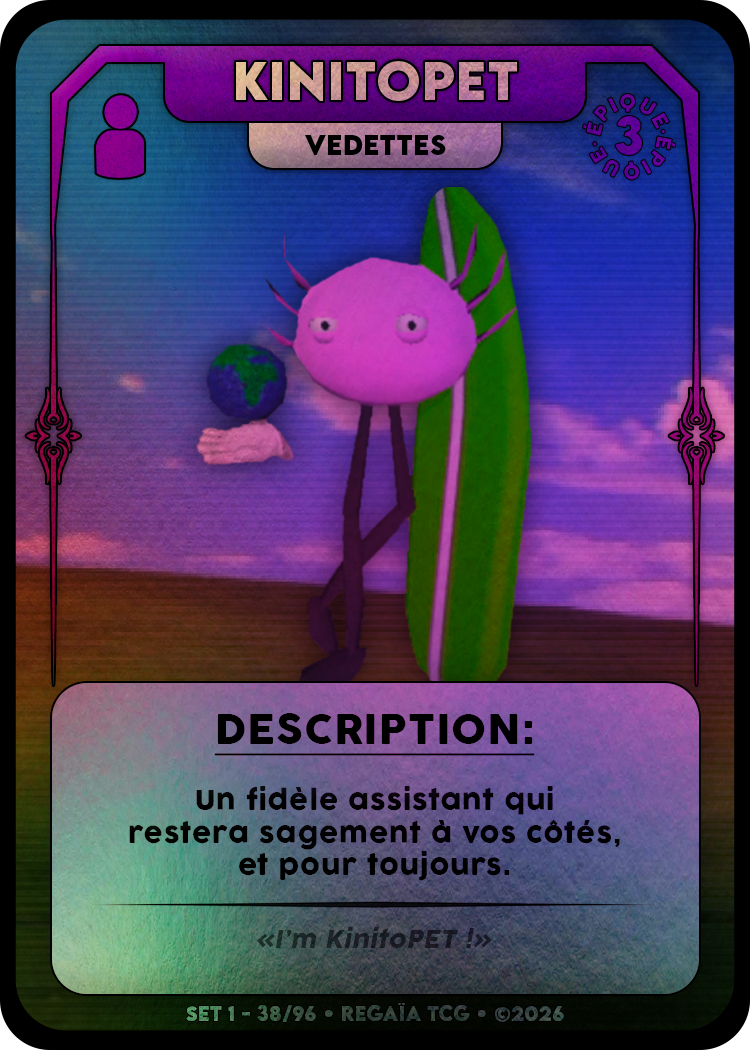 KINITOPET
VEDETTES
·ÉPIQUE·ÉPIQUE
3
DESCRIPTION:
Un fidèle assistant qui
restera sagement à vos côtés,
et pour toujours.
«I'm KinitoPET !»
SET 1 - 38/96 • REGAÏA TCG • ©2026